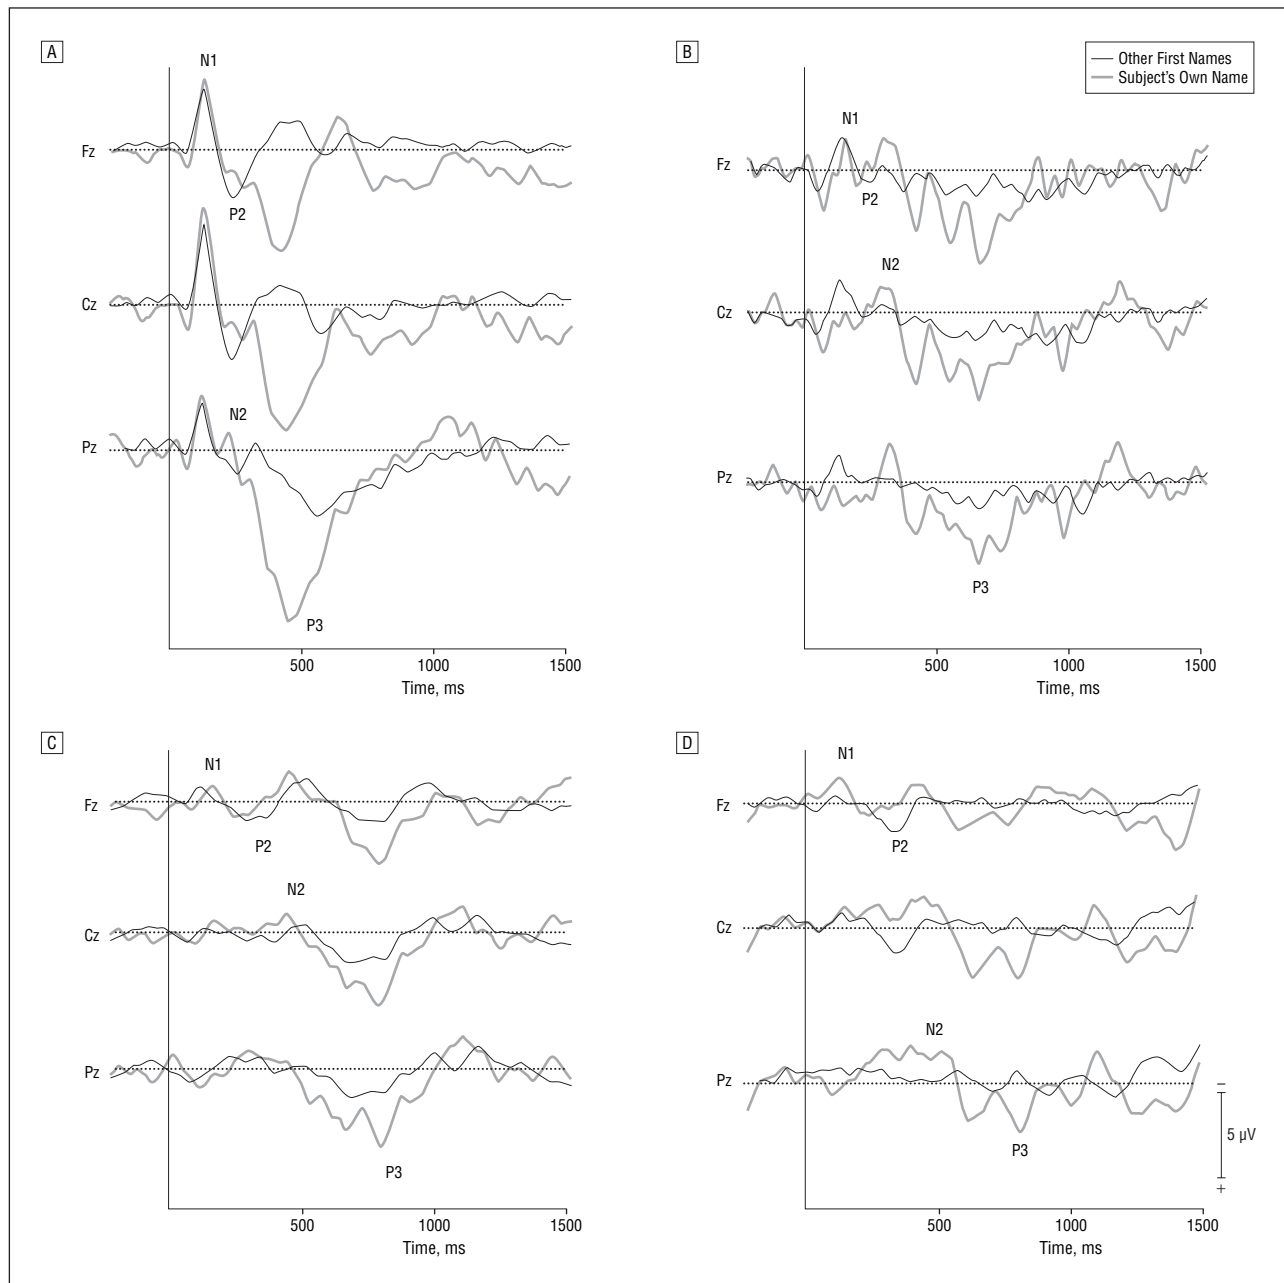 A
N1
Fz
P2
Cz
N2
Pz
P3
500 1000 1500
Time, ms
B
Other First Names
Subject's Own Name
N1
Fz
P2
N2
Cz
Pz
P3
500 1000 1500
Time, ms
C
N1
Fz
P2
N2
Cz
Pz
P3
500 1000 1500
Time, ms
D
N1
Fz
P2
Cz
N2
Pz
P3
−
5 µV
+
500 1000 1500
Time, ms